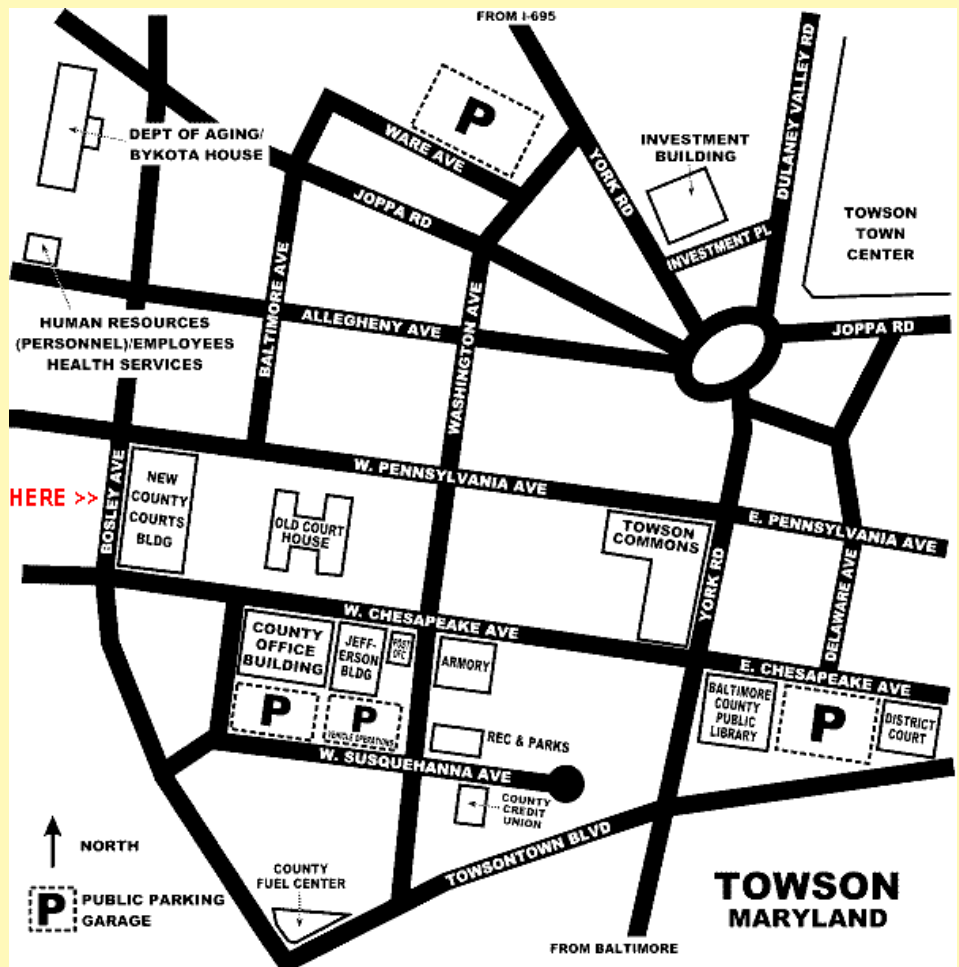 FROM I-695
DULANEY VALLEY RD
P
WARE AVE
DEPT OF AGING/
BYKOTA HOUSE
YORK RD
INVESTMENT
BUILDING
JOPPA RD
INVESTMENT PL
TOWSON
TOWN
CENTER
BALTIMORE AVE
HUMAN RESOURCES
(PERSONNEL)/EMPLOYEES
HEALTH SERVICES
ALLEGHENY AVE
WASHINGTON AVE
JOPPA RD
HERE >>
BOSLEY AVE
NEW
COUNTY
COURTS
BLDG
W. PENNSYLVANIA AVE
OLD COURT
HOUSE
TOWSON
COMMONS
E. PENNSYLVANIA AVE
YORK RD
DELAWARE AVE
W. CHESAPEAKE AVE
COUNTY
OFFICE
BUILDING
JEFF-
ERSON
BLDG
POST
OFC
ARMORY
E. CHESAPEAKE AVE
P
P
VEHICLE OPERATIONS
REC & PARKS
BALTIMORE
COUNTY
PUBLIC
LIBRARY
P
DISTRICT
COURT
W. SUSQUEHANNA AVE
COUNTY
CREDIT
UNION
TOWSONTOWN BLVD
NORTH
COUNTY
FUEL CENTER
P
PUBLIC PARKING
GARAGE
TOWSON
MARYLAND
FROM BALTIMORE